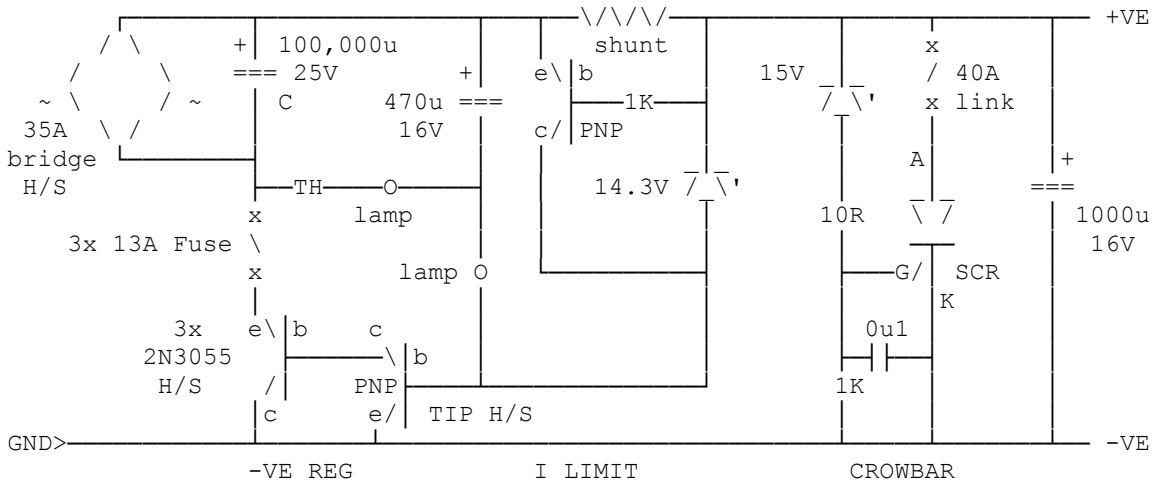 \/\/\/\ +VE
/ \ + 100,000u shunt x
/ \ === 25V + e\ b 15V / 40A
~ \ / ~ C 470u === 1K / \' x link
35A \ / 16V c/ PNP
bridge A +
H/S TH O 14.3V / \' ===
x lamp 10R \ / 1000u
3x 13A Fuse \ 16V
x lamp O G/ SCR
K
3x e\ b c 0u1
2N3055 \ b
H/S / PNP 1K
c e/ TIP H/S
GND> -VE
-VE REG I LIMIT CROWBAR